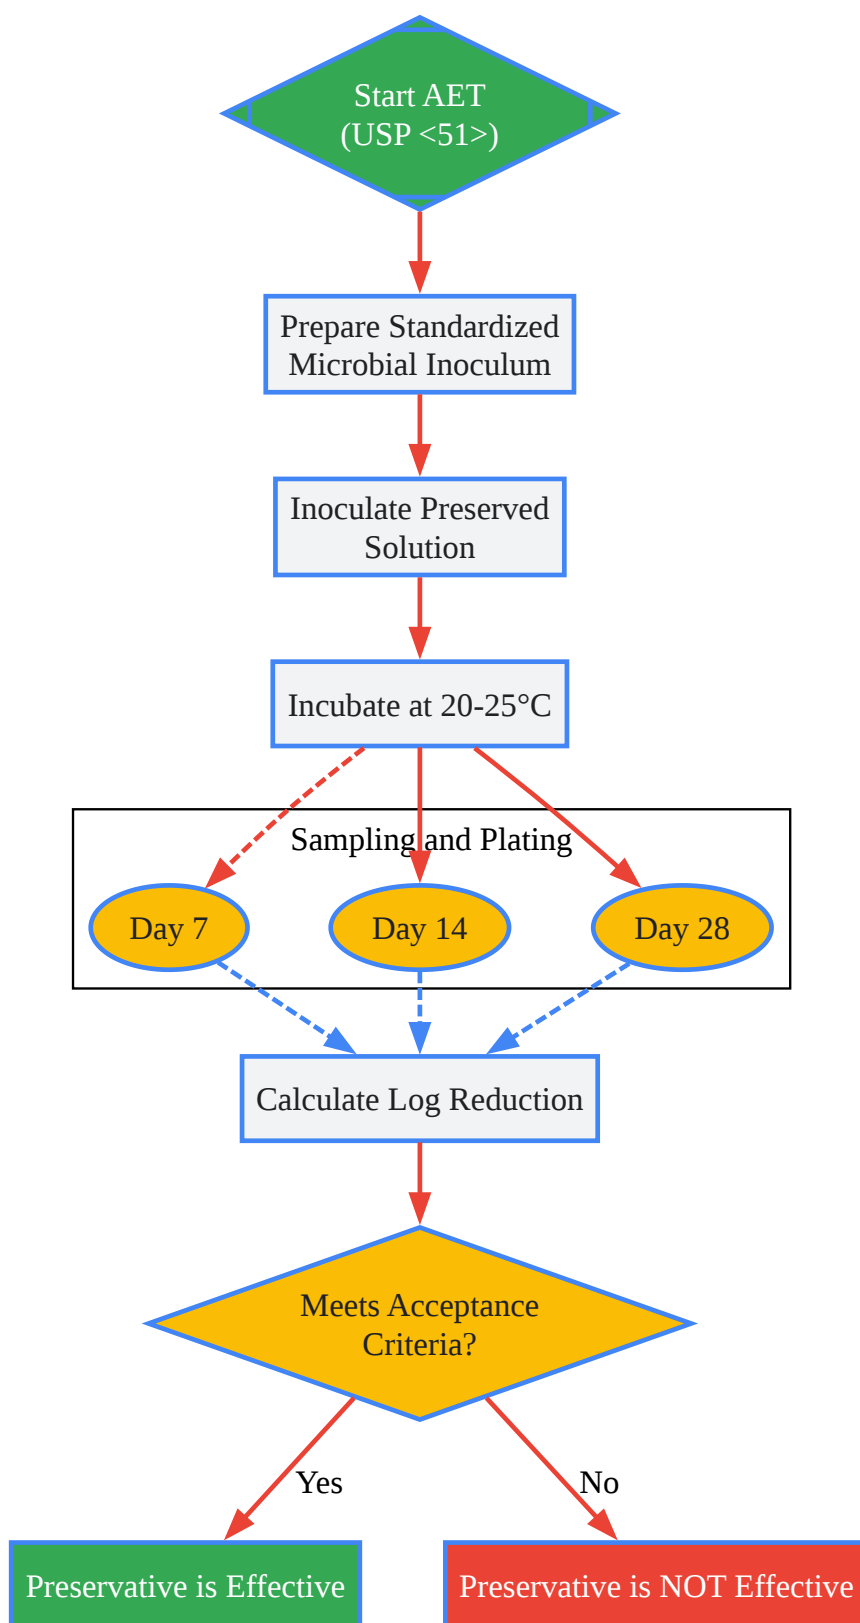 Start AET
(USP <51>)
Prepare Standardized
Microbial Inoculum
Inoculate Preserved
Solution
Incubate at 20-25°C
Sampling and Plating
Day 7
Day 14
Day 28
Calculate Log Reduction
Meets Acceptance
Criteria?
Yes
No
Preservative is Effective
Preservative is NOT Effective